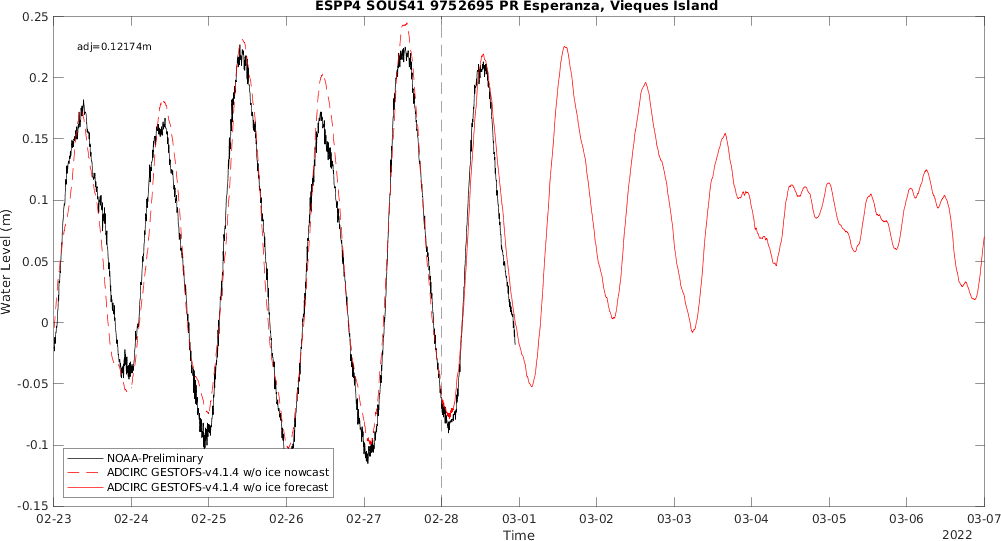 ESPP4 SOUS41 9752695 PR Esperanza, Vieques Island
adj=0.12174m
0.25
0.2
0.15
0.1
0.05
0
-0.05
-0.1
-0.15
Water Level (m)
NOAA-Preliminary
ADCIRC GESTOFS-v4.1.4 w/o ice nowcast
ADCIRC GESTOFS-v4.1.4 w/o ice forecast
02-23 02-24 02-25 02-26 02-27 02-28 03-01 03-02 03-03 03-04 03-05 03-06 03-07
Time
2022